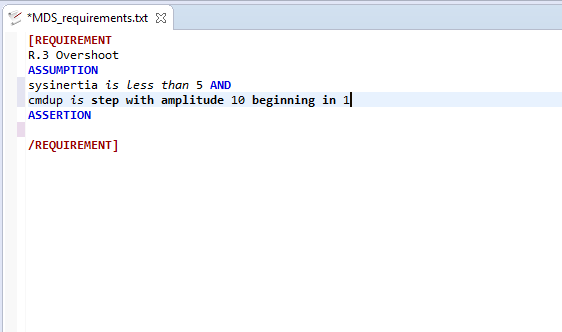 *MDS_requirements.txt
[REQUIREMENT
R.3 Overshoot
ASSUMPTION
sysinertia is less than 5 AND
cmdup is step with amplitude 10 beginning in 1
ASSERTION
/REQUIREMENT]